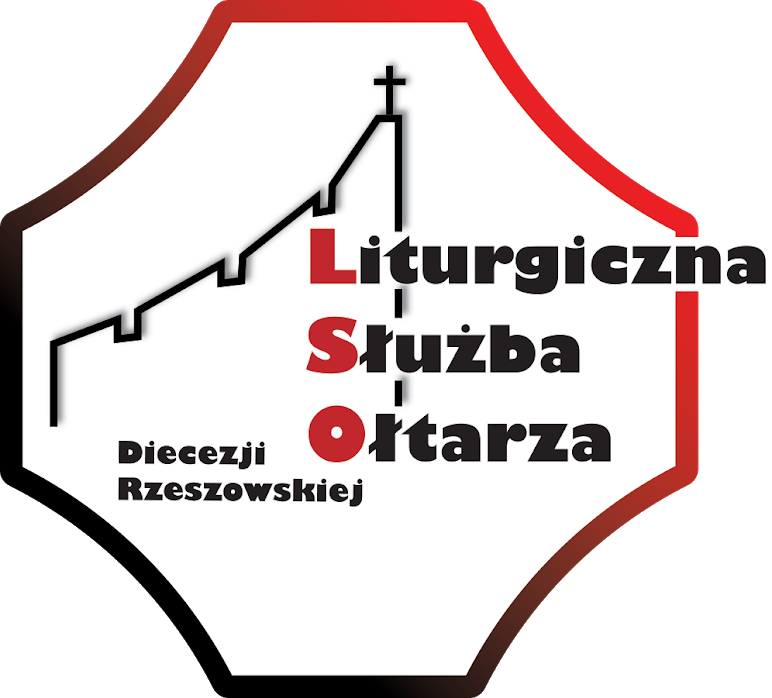 Liturgiczna
Służba
Ołtarza
Diecezji
Rzeszowskiej